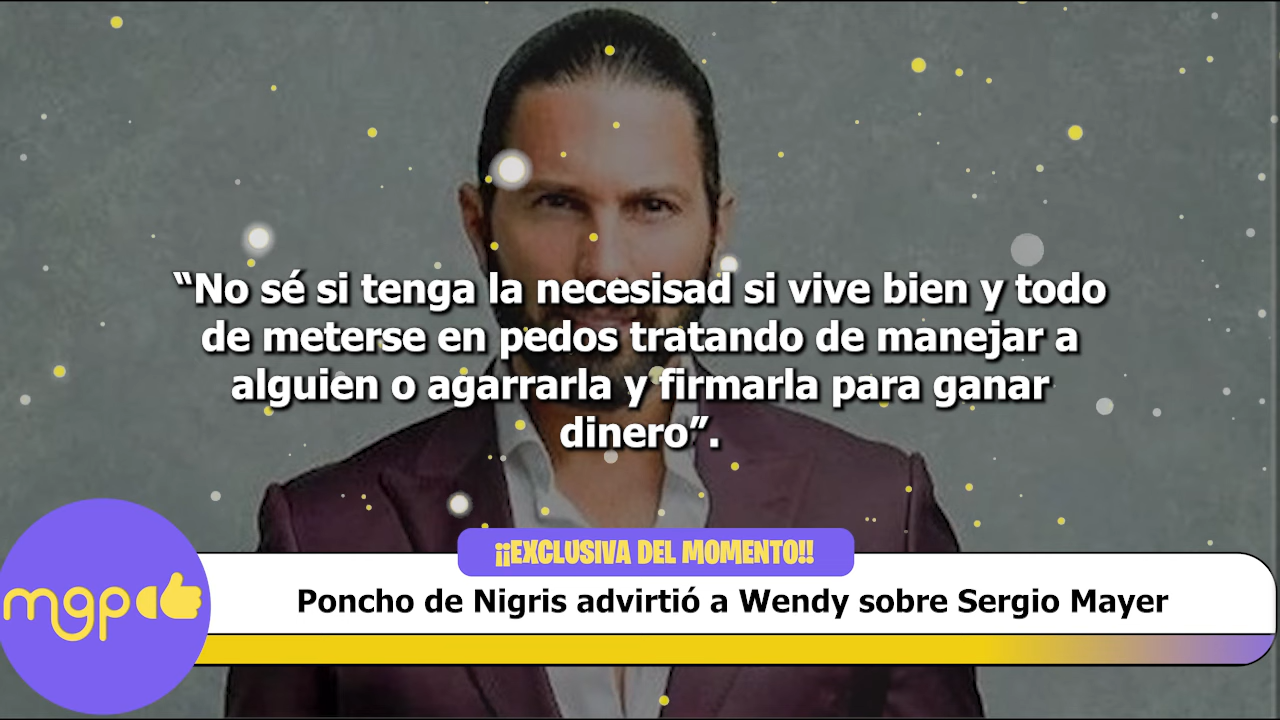 “No sé si tenga la necesisad si vive bien y todo
de meterse en pedos tratando de manejar a
alguien o agarrarla y firmarla para ganar
dinero”.
¡¡EXCLUSIVA DEL MOMENTO!!
mgp
Poncho de Nigris advirtió a Wendy sobre Sergio Mayer